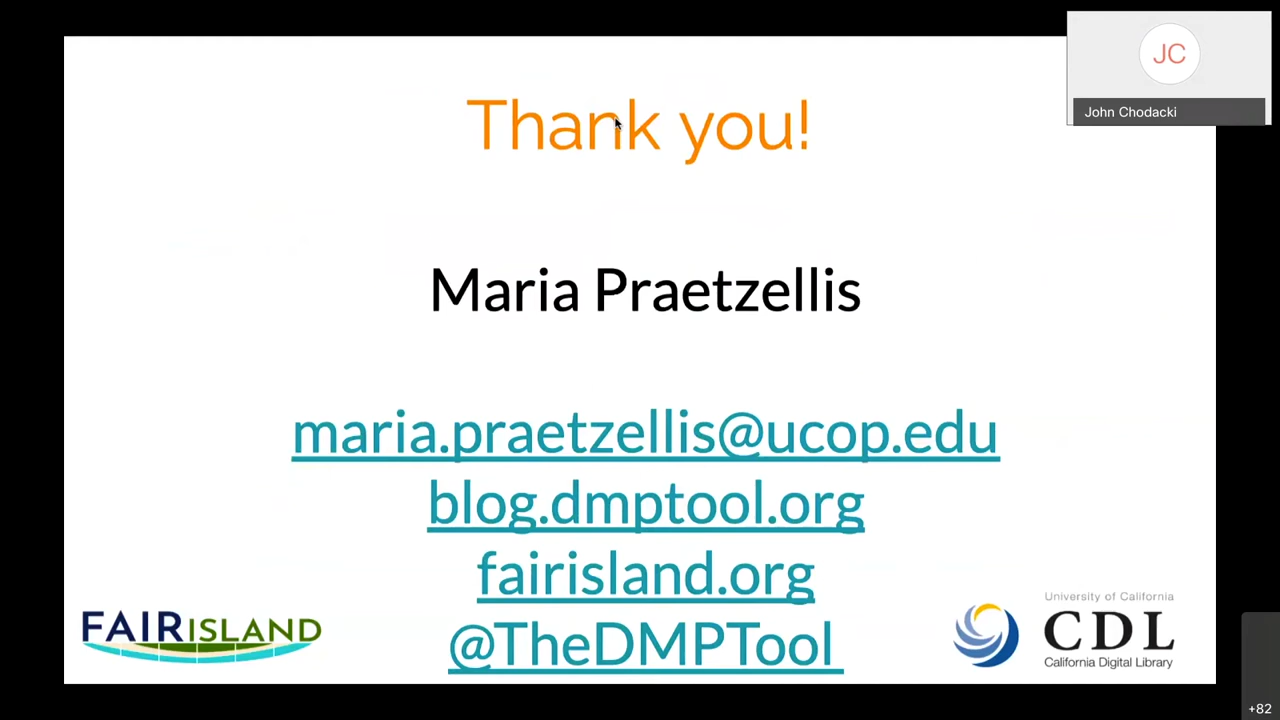 Thank you!
JC
John Chodacki
Maria Praetzellis
maria.praetzellis@ucop.edu
blog.dmptool.org
fairisland.org
@TheDMPTool
FAIRISLAND
University of California
CDL
California Digital Library
+82